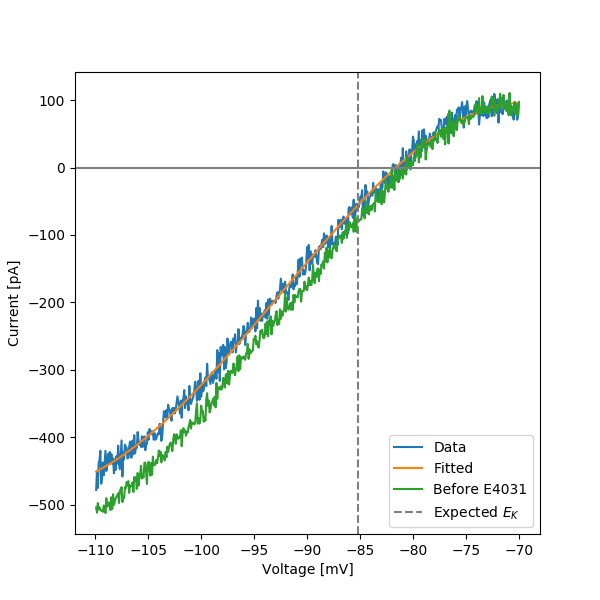 100
0
−100
−200
−300
−400
−500
Current [pA]
−110
−105
−100
−95
−90
−85
−80
−75
−70
Voltage [mV]
Data
Fitted
Before E4031
Expected E_K